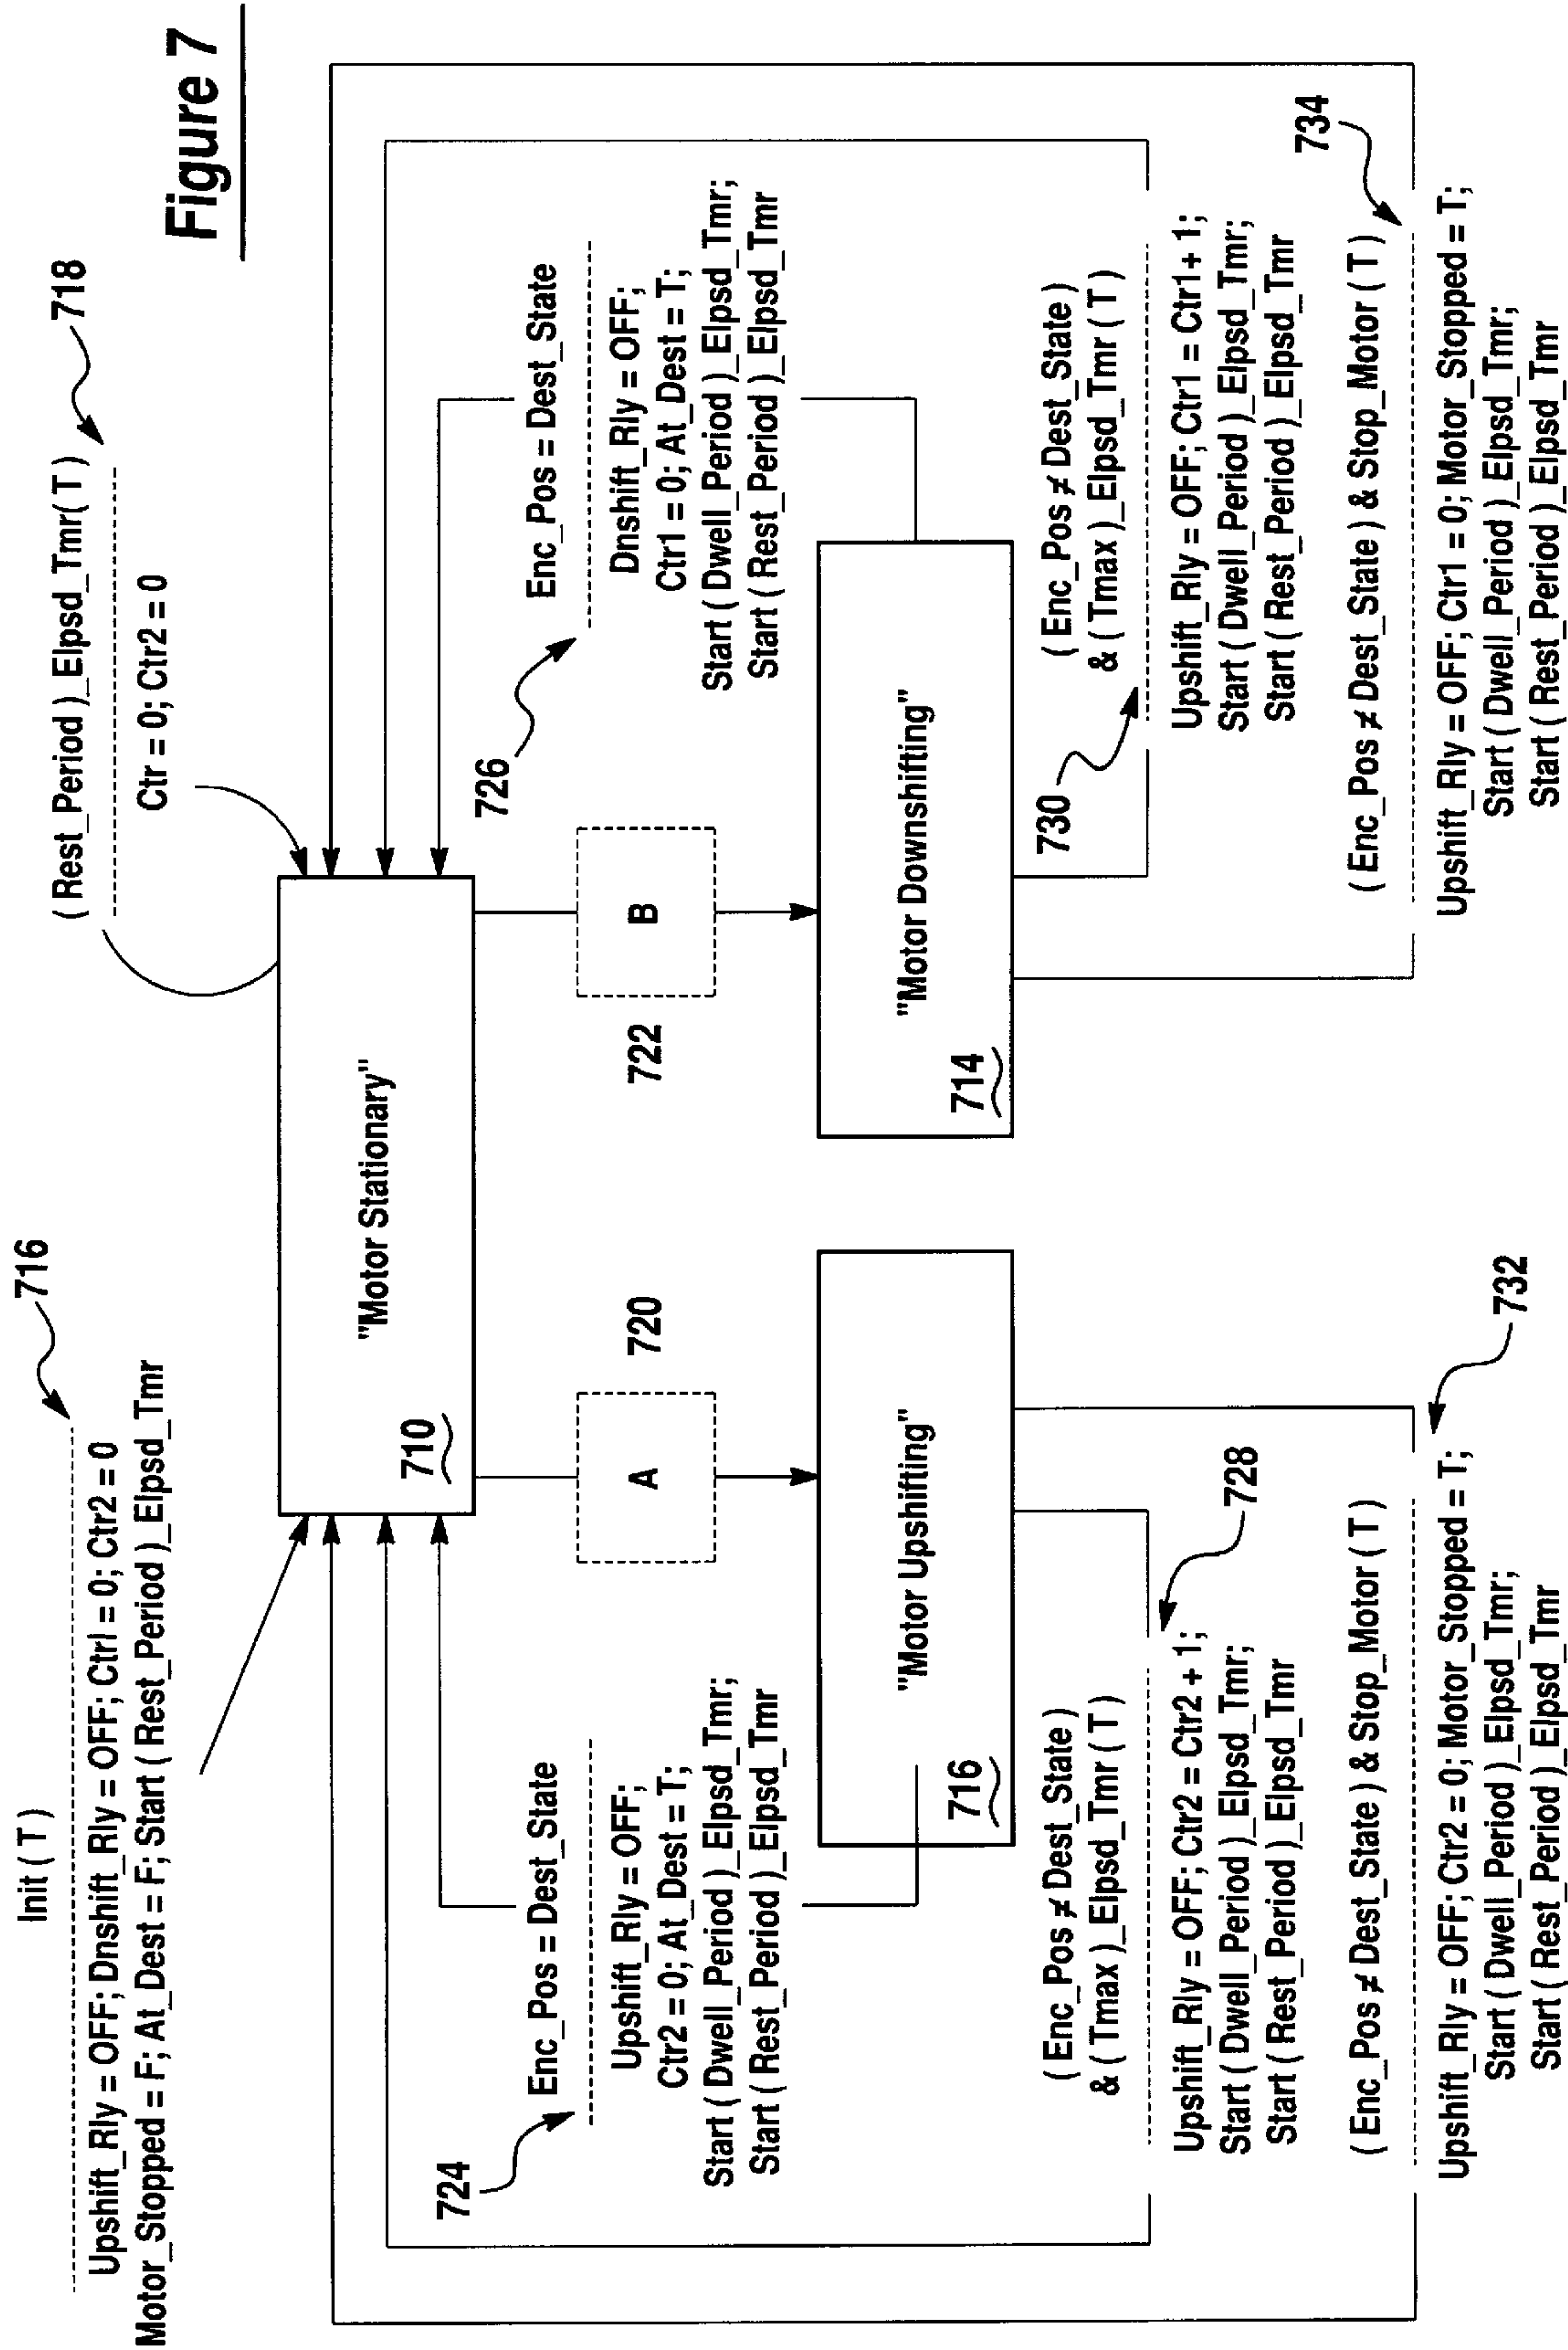 Figure 7
Init ( T )
716
Upshift_Rly = OFF; Dnshift_Rly = OFF; Ctrl = 0; Ctr2 = 0
Motor_Stopped = F; At_Dest = F; Start ( Rest_Period )_Elpsd_Tmr
( Rest_Period )_Elpsd_Tmr( T )
718
Ctr = 0; Ctr2 = 0
"Motor Stationary"
710
A
720
B
722
724
Enc_Pos = Dest_State
Upshift_Rly = OFF;
Ctr2 = 0; At_Dest = T;
Start ( Dwell_Period )_Elpsd_Tmr;
Start ( Rest_Period )_Elpsd_Tmr
726
Enc_Pos = Dest_State
Dnshift_Rly = OFF;
Ctr1 = 0; At_Dest = T;
Start ( Dwell_Period )_Elpsd_Tmr;
Start ( Rest_Period )_Elpsd_Tmr
"Motor Upshifting"
716
"Motor Downshifting"
714
( Enc_Pos ≠ Dest_State )
& ( Tmax )_Elpsd_Tmr ( T )
728
Upshift_Rly = OFF; Ctr2 = Ctr2 + 1;
Start ( Dwell_Period )_Elpsd_Tmr;
Start ( Rest_Period )_Elpsd_Tmr
730
( Enc_Pos ≠ Dest_State )
& ( Tmax )_Elpsd_Tmr ( T )
Upshift_Rly = OFF; Ctr1 = Ctr1+ 1;
Start ( Dwell_Period )_Elpsd_Tmr;
Start ( Rest_Period )_Elpsd_Tmr
( Enc_Pos ≠ Dest_State ) & Stop_Motor ( T )
732
Upshift_Rly = OFF; Ctr2 = 0; Motor_Stopped = T;
Start ( Dwell_Period )_Elpsd_Tmr;
Start ( Rest_Period )_Elpsd_Tmr
( Enc_Pos ≠ Dest_State ) & Stop_Motor ( T )
734
Upshift_Rly = OFF; Ctr1 = 0; Motor_Stopped = T;
Start ( Dwell_Period )_Elpsd_Tmr;
Start ( Rest_Period )_Elpsd_Tmr